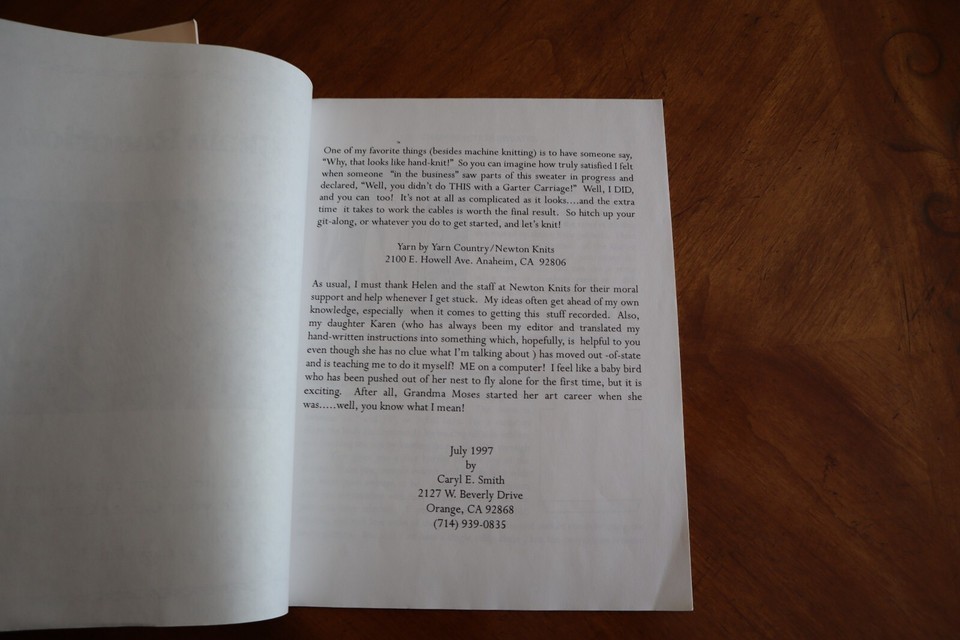 One of my favorite things (besides machine knitting) is to have someone say,
"Why, that looks like hand-knit!" So you can imagine how truly satisfied I felt
when someone "in the business" saw parts of this sweater in progress and
declared, "Well, you didn't do THIS with a Garter Carriage!" Well, I DID,
and you can too! It's not at all as complicated as it looks....and the extra
time it takes to work the cables is worth the final result. So hitch up your
git-along, or whatever you do to get started, and let's knit!
Yarn by Yarn Country/Newton Knits
2100 E. Howell Ave. Anaheim, CA 92806
As usual, I must thank Helen and the staff at Newton Knits for their moral
support and help whenever I get stuck. My ideas often get ahead of my own
knowledge, especially when it comes to getting this stuff recorded. Also,
my daughter Karen (who has always been my editor and translated my
hand-written instructions into something which, hopefully, is helpful to you
even though she has no clue what I'm talking about ) has moved out -of-state
and is teaching me to do it myself! ME on a computer! I feel like a baby bird
who has been pushed out of her nest to fly alone for the first time, but it is
exciting. After all, Grandma Moses started her art career when she
was.....well, you know what I mean!
July 1997
by
Caryl E. Smith
2127 W. Beverly Drive
Orange, CA 92868
(714) 939-0835